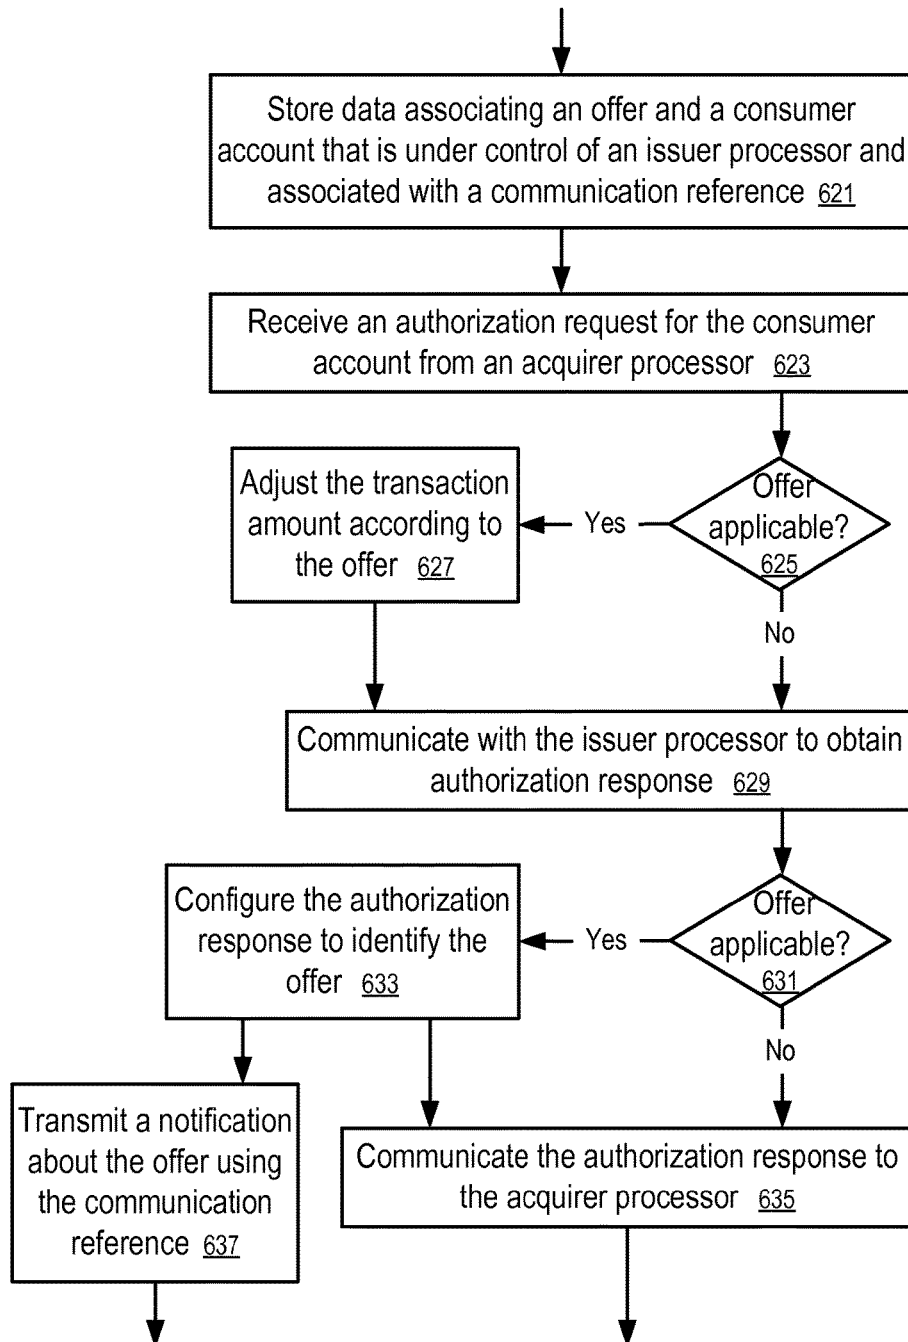 Store data associating an offer and a consumer
account that is under control of an issuer processor and
associated with a communication reference 621
Receive an authorization request for the consumer
account from an acquirer processor 623
Offer
applicable?
625
Yes
Adjust the transaction
amount according to
the offer 627
No
Communicate with the issuer processor to obtain
authorization response 629
Offer
applicable?
631
Yes
Configure the authorization
response to identify the
offer 633
No
Transmit a notification
about the offer using
the communication
reference 637
Communicate the authorization response to
the acquirer processor 635